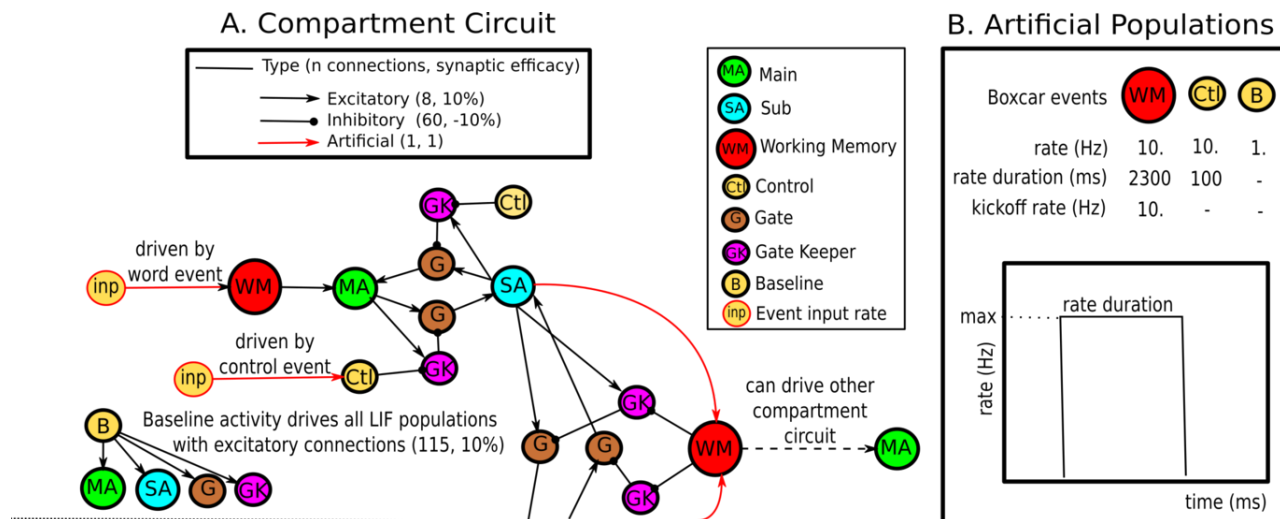 A. Compartment Circuit
Type (n connections, synaptic efficacy)
Excitatory (8, 10%)
Inhibitory (60, -10%)
Artificial (1, 1)
MA Main
SA Sub
WM Working Memory
Ctl Control
G Gate
GK Gate Keeper
B Baseline
inp Event input rate
GK
Ctl
driven by
word event
inp
WM
MA
G
SA
G
driven by
control event
inp
Ctl
GK
Baseline activity drives all LIF populations
with excitatory connections (115, 10%)
B
MA
SA
G
GK
GK
G
G
WM
GK
can drive other
compartment
circuit
MA
B. Artificial Populations
Boxcar events WM Ctl B
rate (Hz) 10. 10. 1.
rate duration (ms) 2300 100 -
kickoff rate (Hz) 10. - -
rate duration
max
rate (Hz)
time (ms)